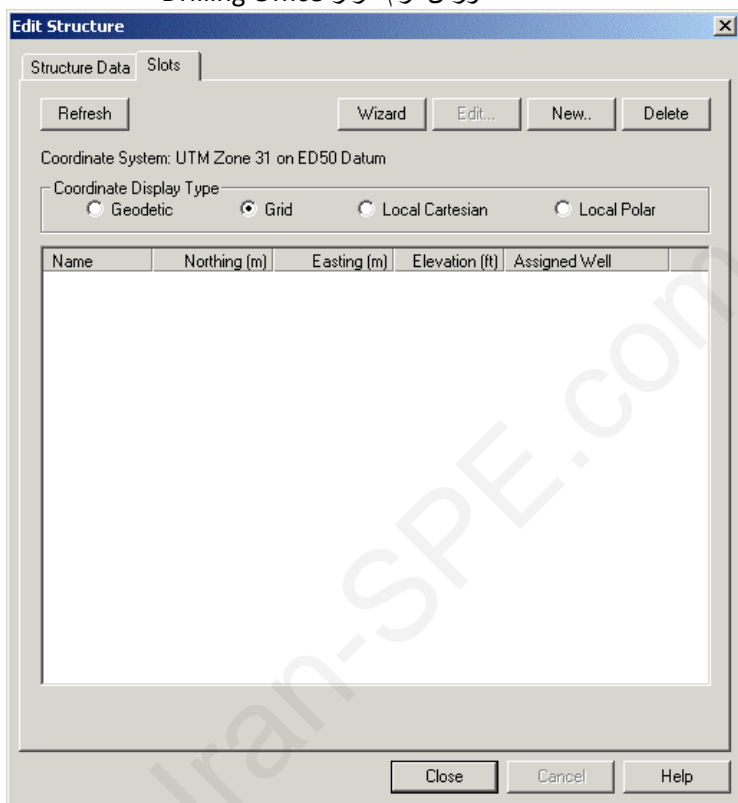 Drilling Office
Edit Structure
Structure Data Slots
Refresh Wizard Edit... New.. Delete
Coordinate System: UTM Zone 31 on ED50 Datum
Coordinate Display Type
Geodetic Grid Local Cartesian Local Polar
Name Northing (m) Easting (m) Elevation (ft) Assigned Well
Iran-SPE.com
Close Cancel Help